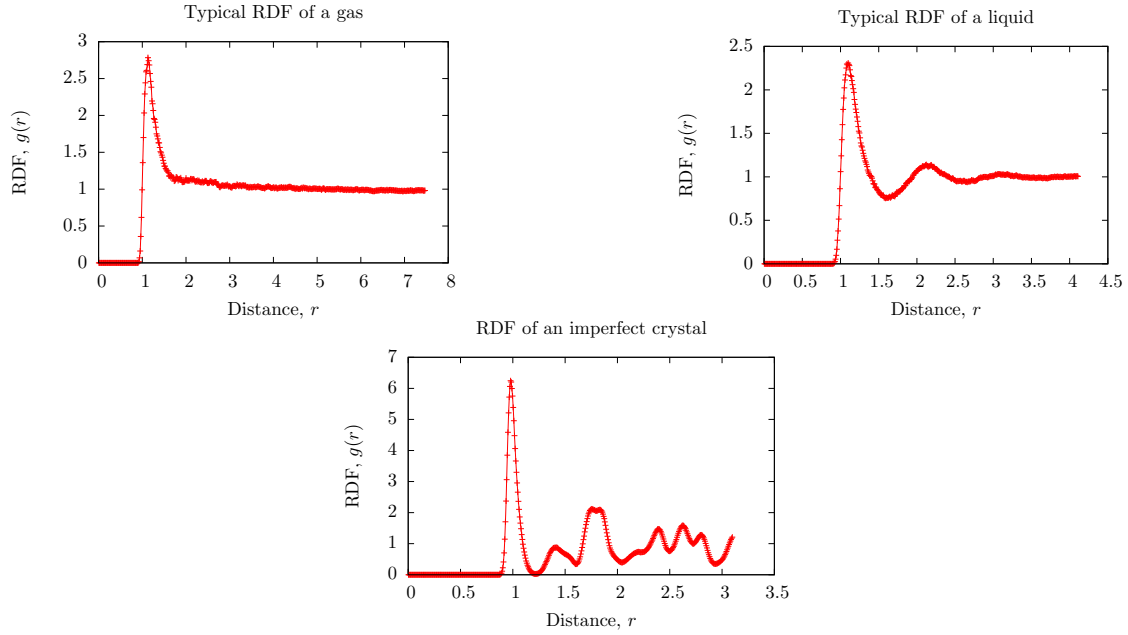 Typical RDF of a gas
3
2.5
2
1.5
1
0.5
0
RDF, g(r)
0 1 2 3 4 5 6 7 8
Distance, r
Typical RDF of a liquid
2.5
2
1.5
1
0.5
0
RDF, g(r)
0 0.5 1 1.5 2 2.5 3 3.5 4 4.5
Distance, r
RDF of an imperfect crystal
7
6
5
4
3
2
1
0
RDF, g(r)
0 0.5 1 1.5 2 2.5 3 3.5
Distance, r